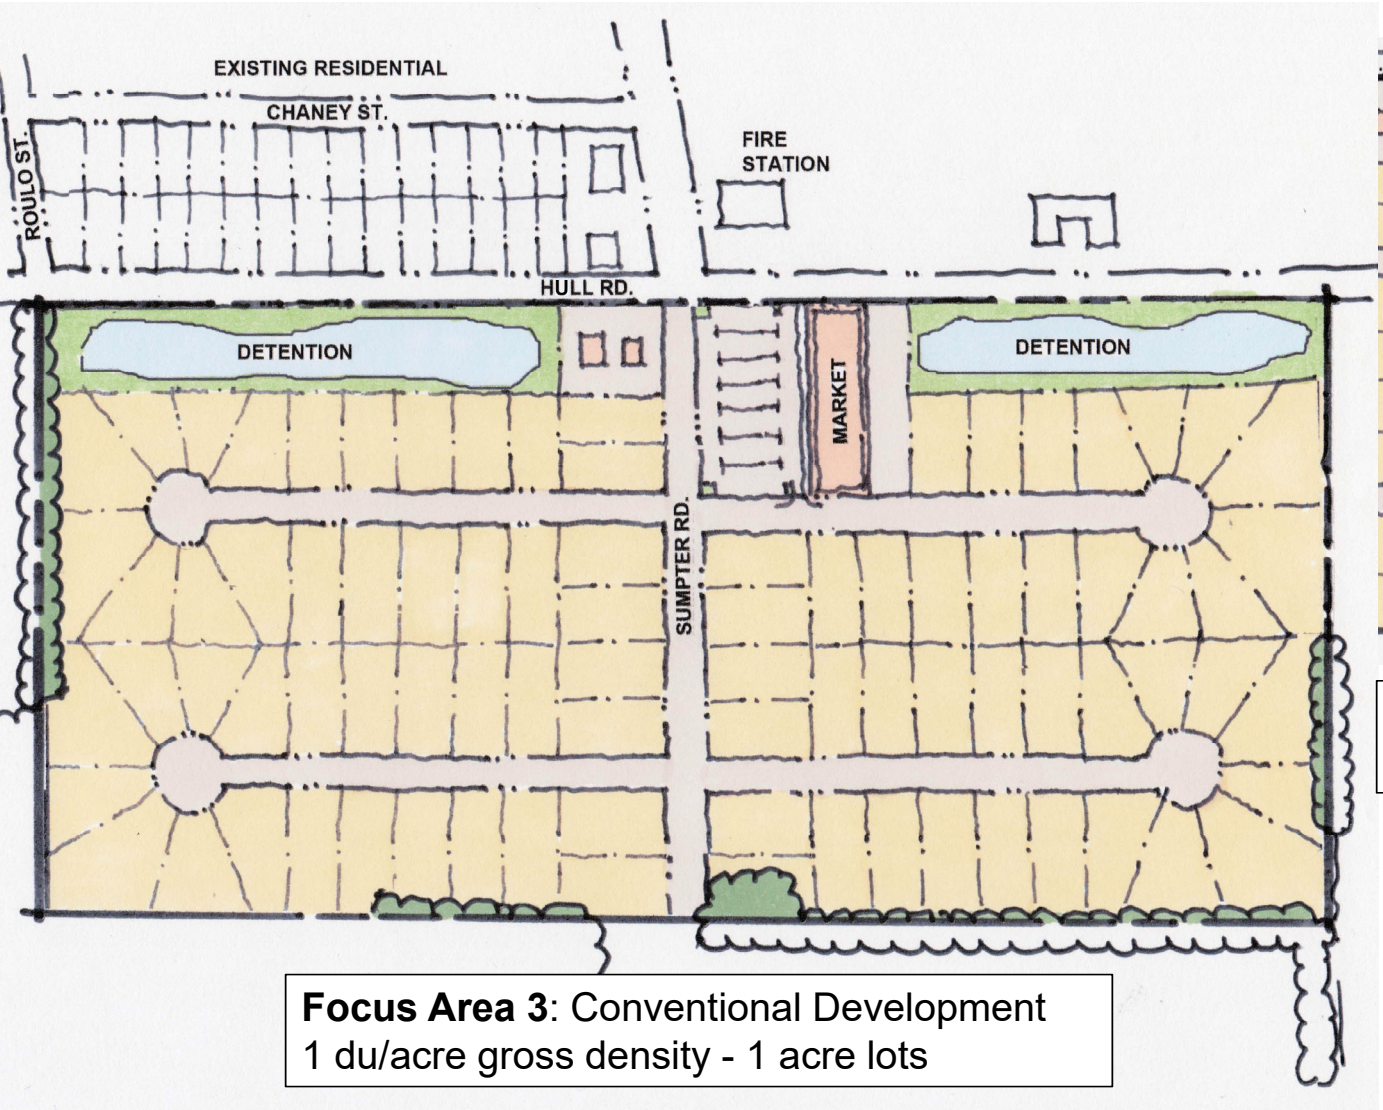 EXISTING RESIDENTIAL
CHANEY ST.
ROULO ST.
FIRE
STATION
HULL RD.
DETENTION
MARKET
DETENTION
SUMPTER RD.
Focus Area 3: Conventional Development
1 du/acre gross density - 1 acre lots